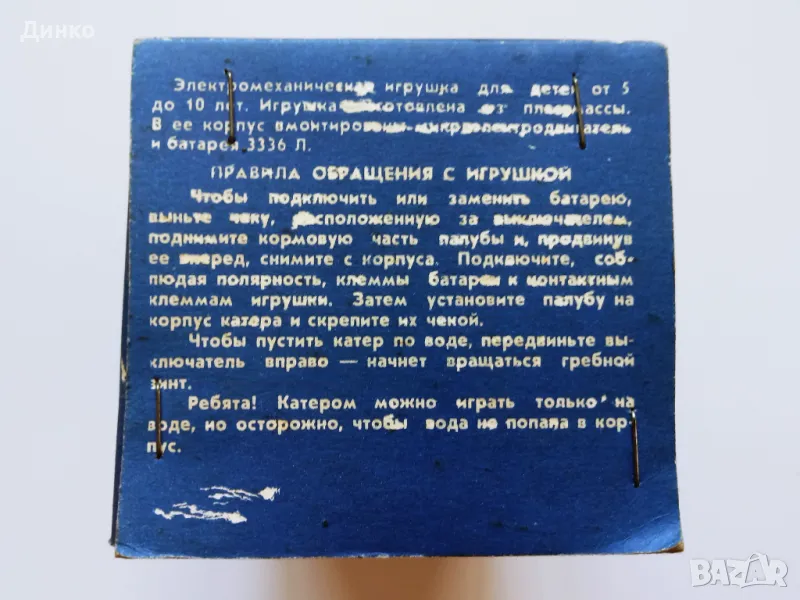 Динко
Электромеханическая игрушка для детей от 5
до 10 лет. Игрушка изготовлена из пластмассы.
В ее корпус вмонтированы микроэлектродвигатель
и батарея 3336 Л.
ПРАВИЛА ОБРАЩЕНИЯ С ИГРУШКОЙ
Чтобы подключить или заменить батарею,
выньте чеку, расположенную за выключателем,
поднимите кормовую часть палубы и, продвинув
ее вперед, снимите с корпуса. Подключите, соб-
людая полярность, клеммы батареи к контактным
клеммам игрушки. Затем установите палубу на
корпус катера и скрепите их чекой.
Чтобы пустить катер по воде, передвиньте вы-
ключатель вправо — начнет вращаться гребной
винт.
Ребята! Катером можно играть только на
воде, но осторожно, чтобы вода не попала в кор-
пус.
BAZAR